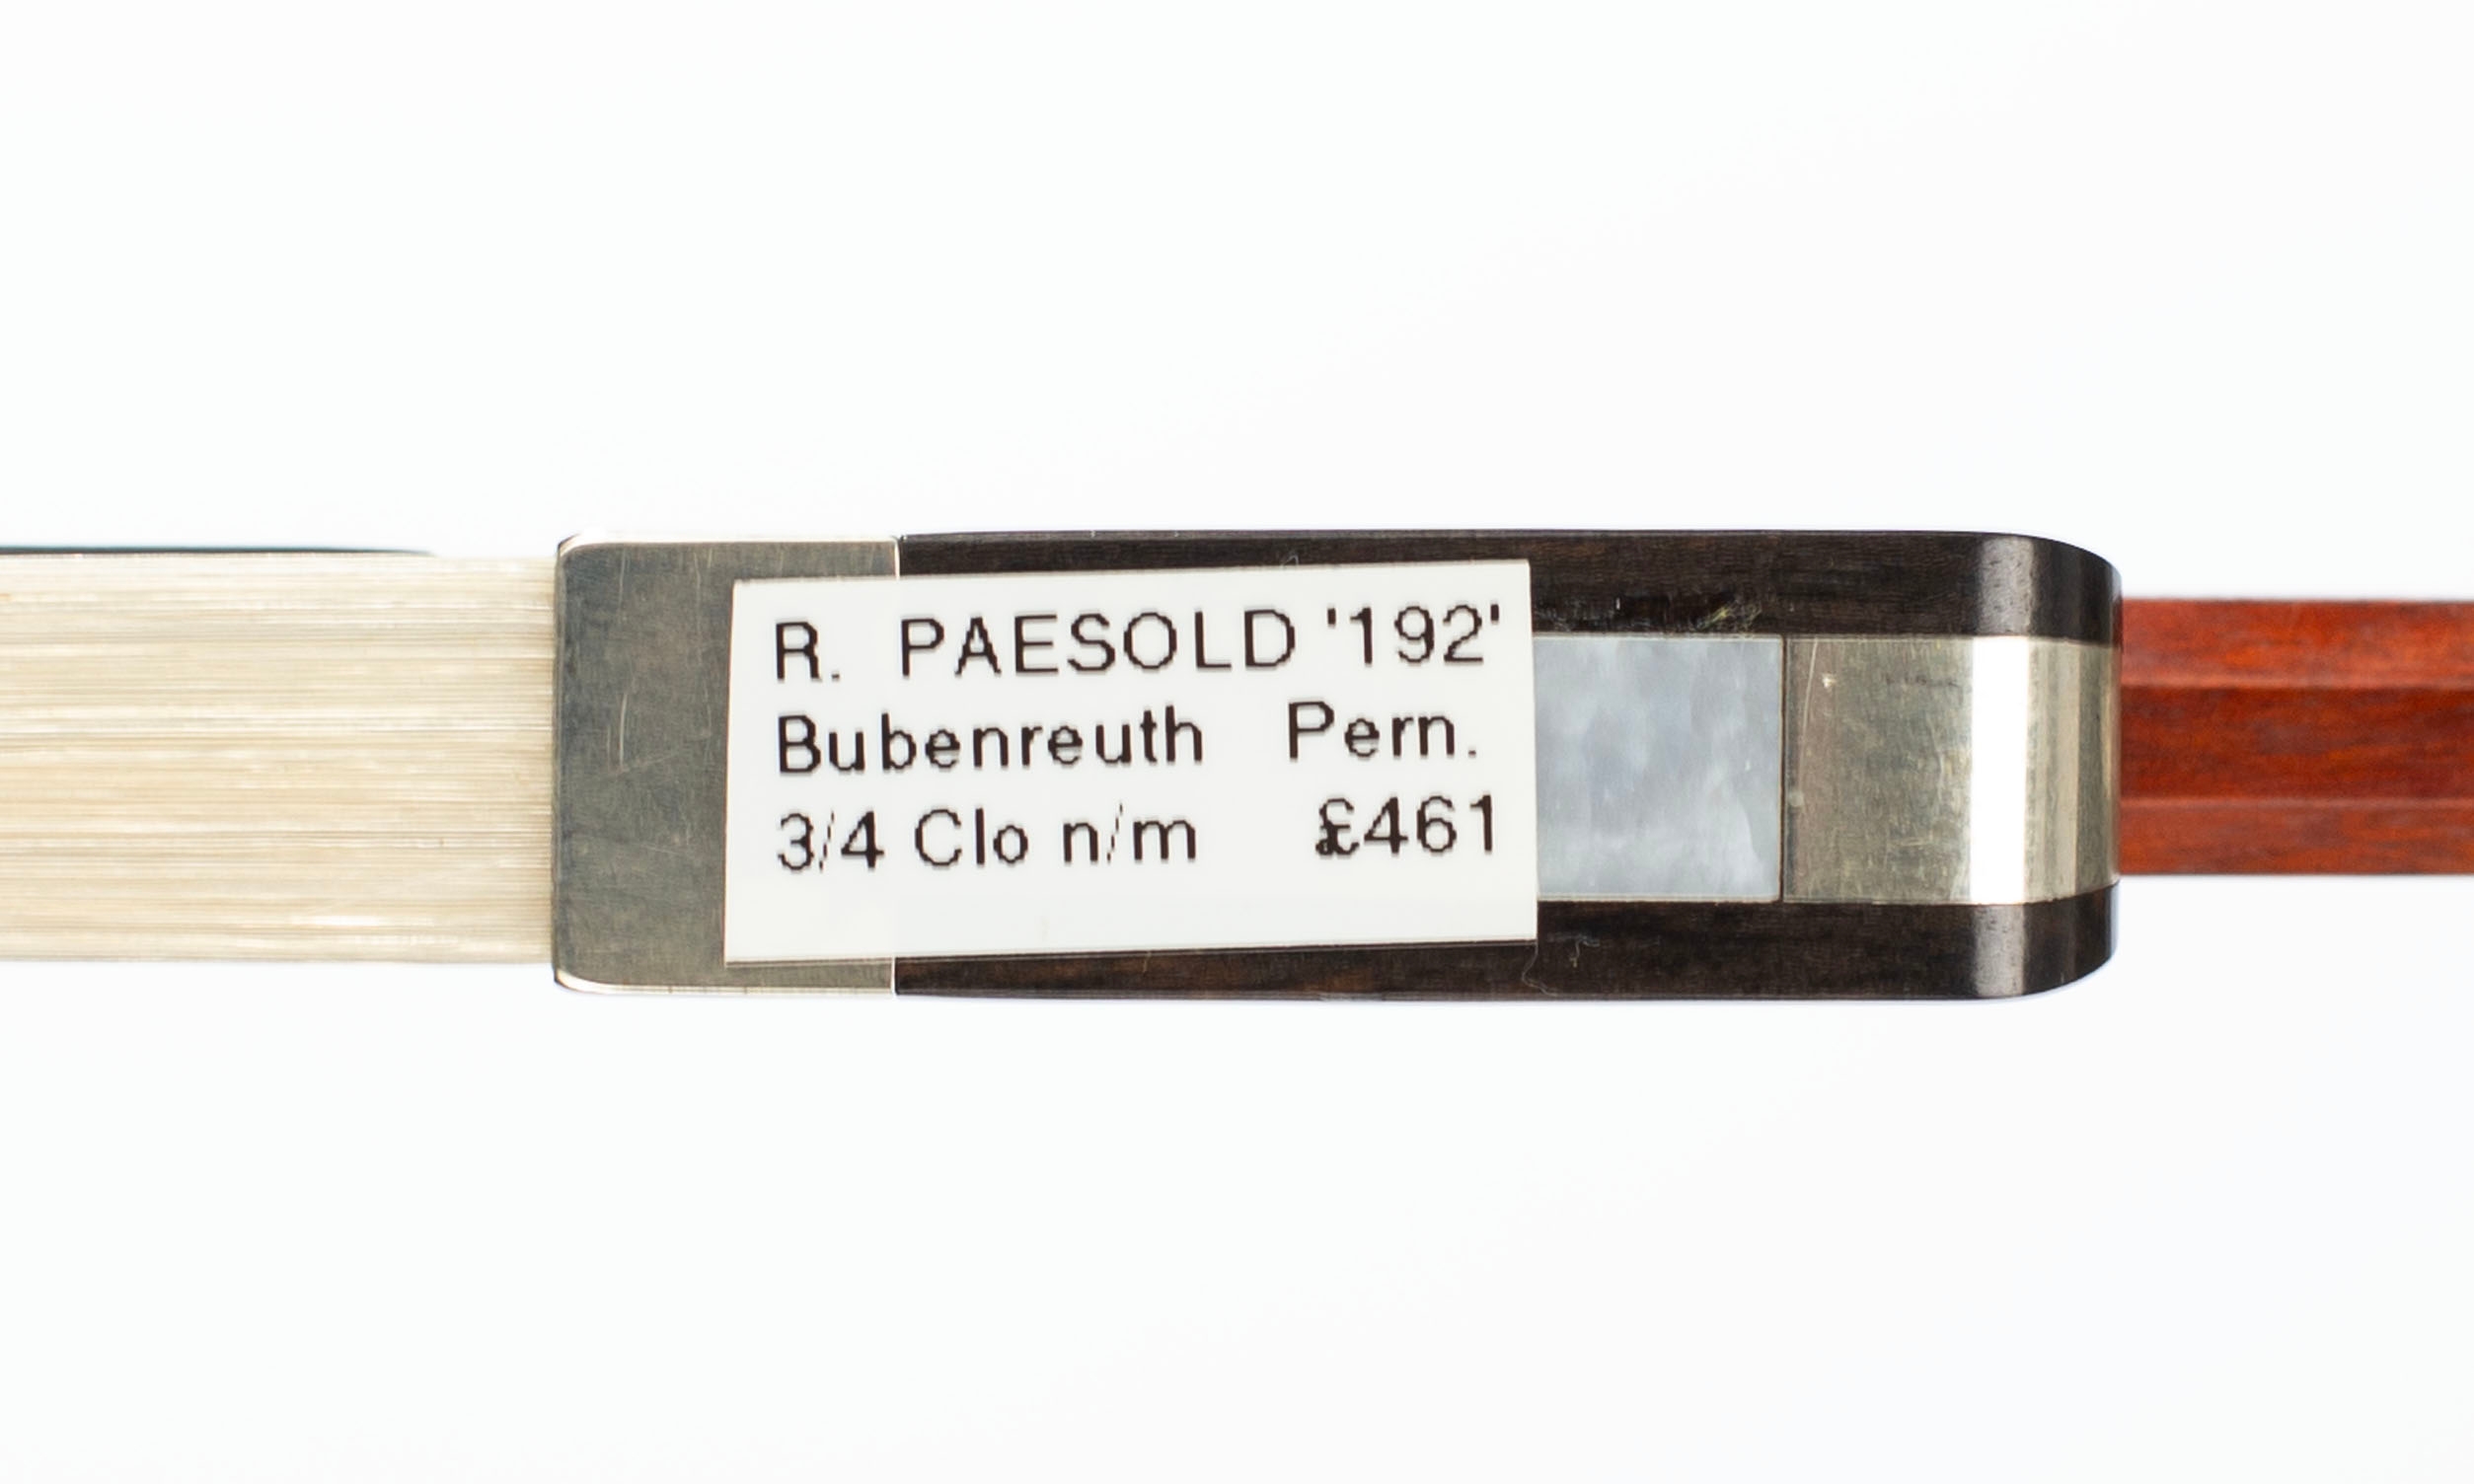 R. PAESOLD '192'
Bubenreuth Pern.
3/4 Clo n/m £461